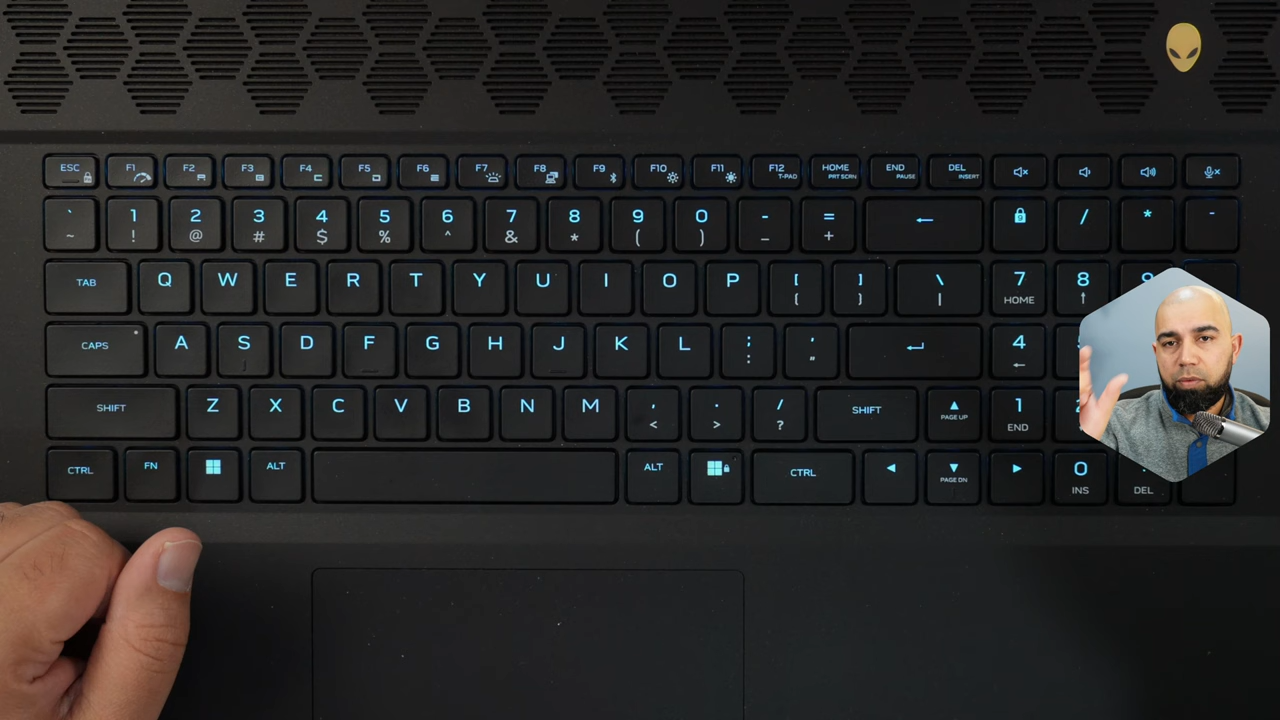 ESC F1 F2 F3 F4 F5 F6 F7 F8 F9 F10 F11 F12 HOME END DEL
T-PAD PRT SCRN PAUSE INSERT
` 1 2 3 4 5 6 7 8 9 0 - = / * -
~ ! @ # $ % ^ & * ( ) _ +
TAB Q W E R T Y U I O P [ ] \ 7 8
{ } | HOME
CAPS A S D F G H J K L ; ' 4
: "
SHIFT Z X C V B N M , . / SHIFT PAGE UP 1
< > ? END
CTRL FN ALT ALT CTRL PAGE DN 0 .
INS DEL